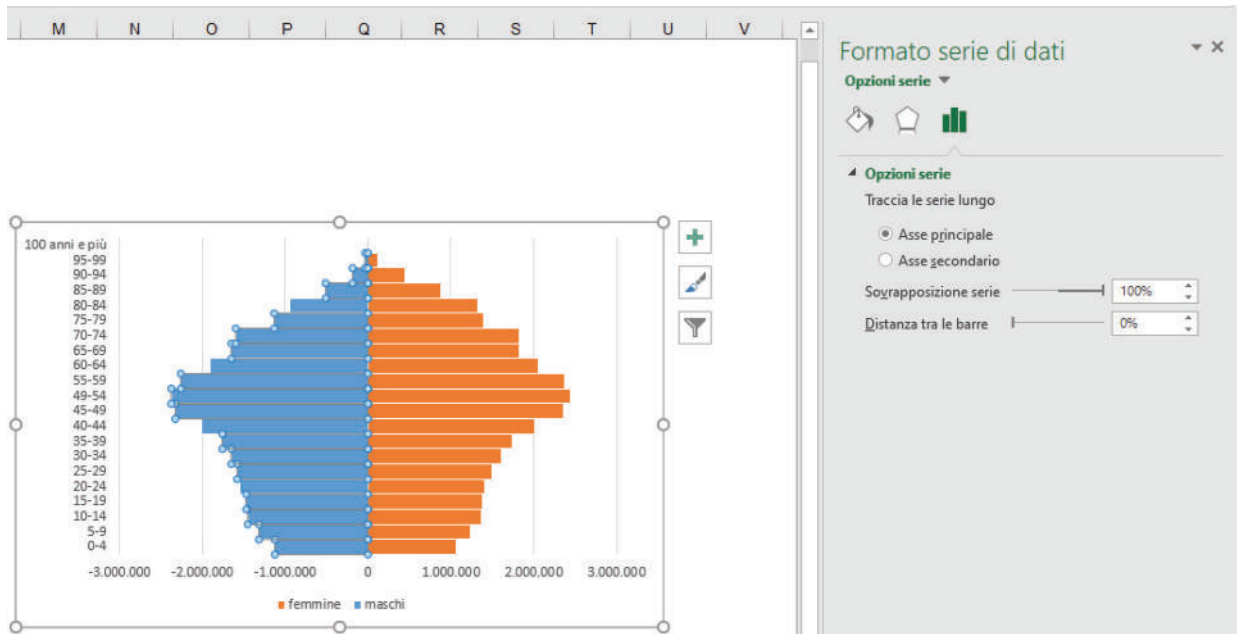 M N O P Q R S T U V
Formato serie di dati
Opzioni serie
Opzioni serie
Traccia le serie lungo
Asse principale
Asse secondario
Sovrapposizione serie 100%
Distanza tra le barre 0%
100 anni e più
95-99
90-94
85-89
80-84
75-79
70-74
65-69
60-64
55-59
49-54
45-49
40-44
35-39
30-34
25-29
20-24
15-19
10-14
5-9
0-4
-3.000.000 -2.000.000 -1.000.000 0 1.000.000 2.000.000 3.000.000
femmine maschi